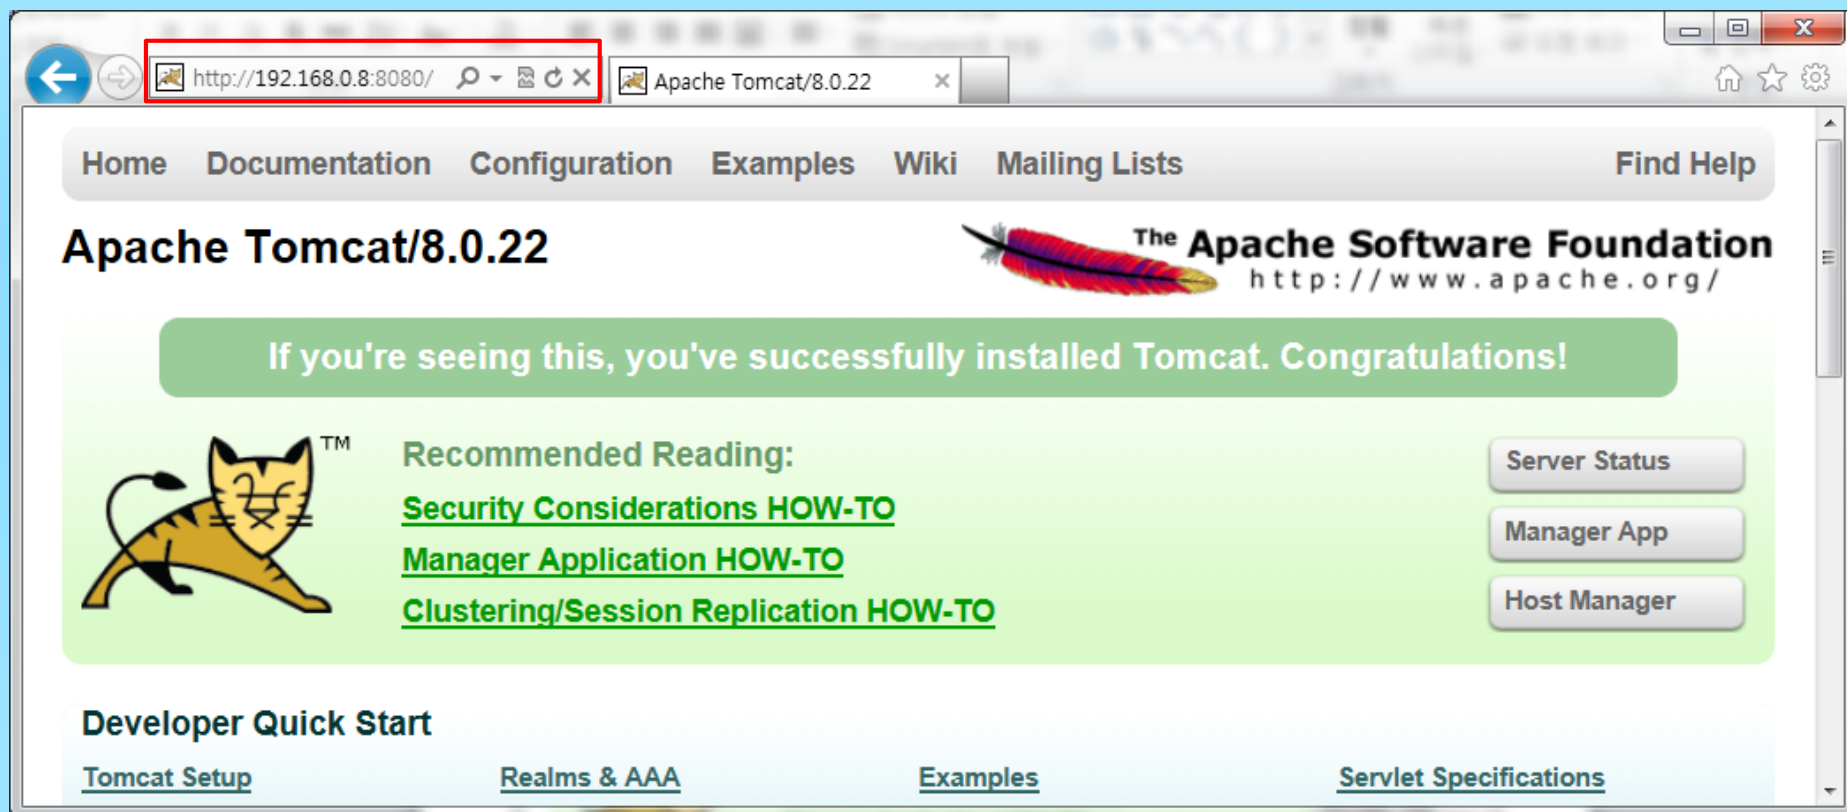 http://192.168.0.8:8080/
Apache Tomcat/8.0.22
Home Documentation Configuration Examples Wiki Mailing Lists Find Help
Apache Tomcat/8.0.22
The Apache Software Foundation
http://www.apache.org/
If you're seeing this, you've successfully installed Tomcat. Congratulations!
TM
Recommended Reading:
Security Considerations HOW-TO
Manager Application HOW-TO
Clustering/Session Replication HOW-TO
Server Status
Manager App
Host Manager
Developer Quick Start
Tomcat Setup Realms & AAA Examples Servlet Specifications